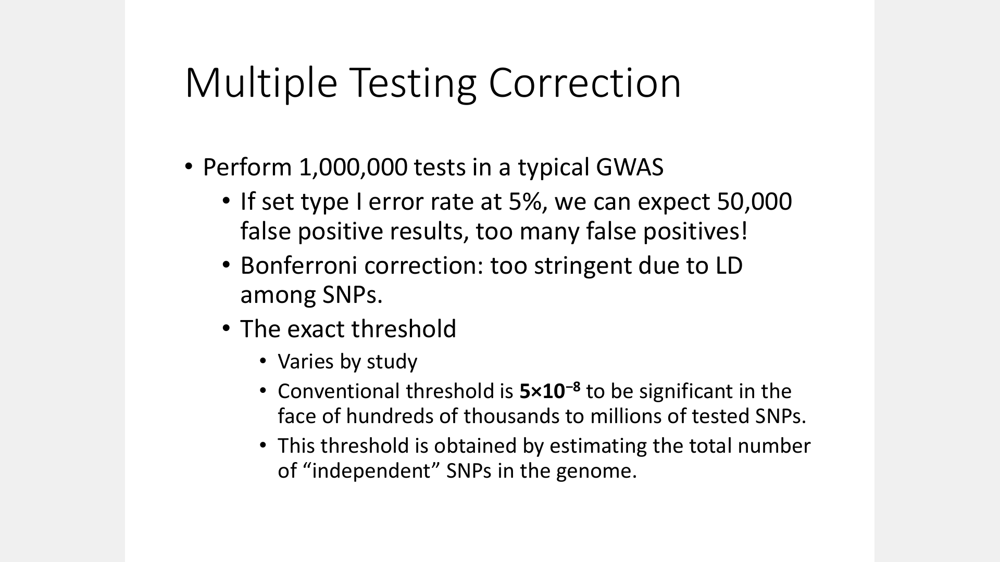 Multiple Testing Correction
• Perform 1,000,000 tests in a typical GWAS
• If set type I error rate at 5%, we can expect 50,000
false positive results, too many false positives!
• Bonferroni correction: too stringent due to LD
among SNPs.
• The exact threshold
• Varies by study
• Conventional threshold is 5×10⁻⁸ to be significant in the
face of hundreds of thousands to millions of tested SNPs.
• This threshold is obtained by estimating the total number
of “independent” SNPs in the genome.